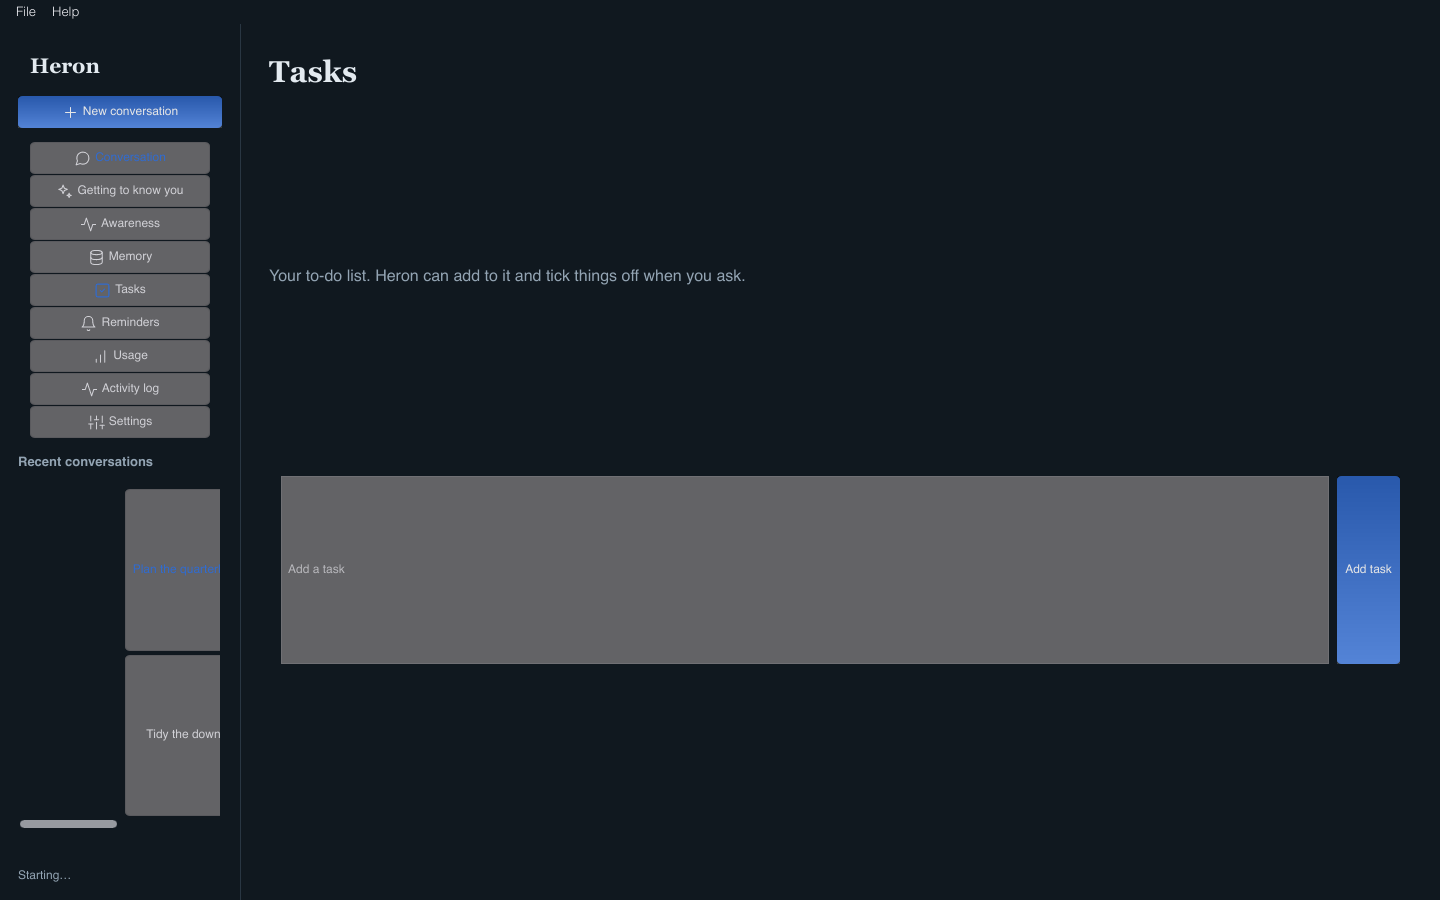 File Help
Heron
New conversation
Conversation
Getting to know you
Awareness
Memory
Tasks
Reminders
Usage
Activity log
Settings
Recent conversations
Tidy the down
Starting...
Tasks
Your to-do list. Heron can add to it and tick things off when you ask.
Add a task
Add task